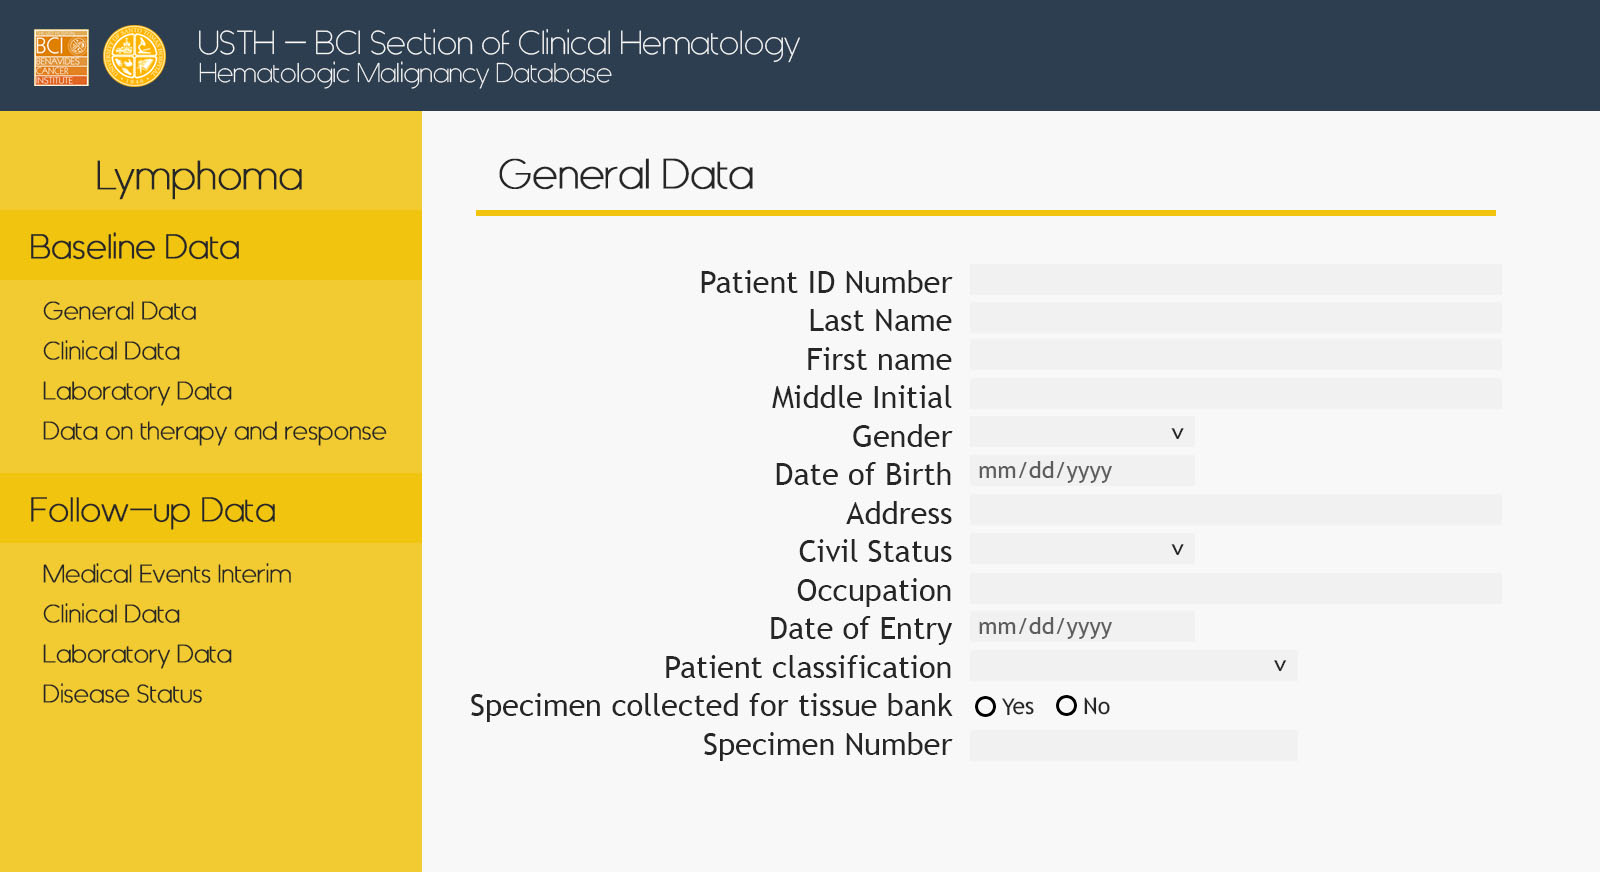 BCI
BENAVIDES
CANCER
INSTITUTE
USTH – BCI Section of Clinical Hematology
Hematologic Malignancy Database
Lymphoma
Baseline Data
General Data
Clinical Data
Laboratory Data
Data on therapy and response
Follow-up Data
Medical Events Interim
Clinical Data
Laboratory Data
Disease Status
General Data
Patient ID Number
Last Name
First name
Middle Initial
Gender v
Date of Birth mm/dd/yyyy
Address
Civil Status v
Occupation
Date of Entry mm/dd/yyyy
Patient classification v
Specimen collected for tissue bank Yes No
Specimen Number